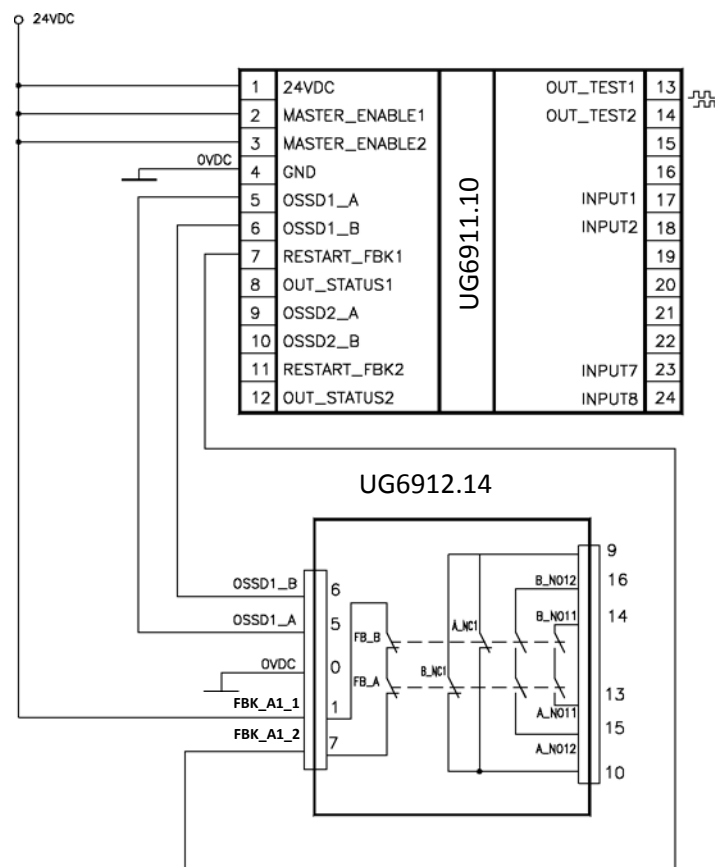 24VDC
1 24VDC OUT_TEST1 13
2 MASTER_ENABLE1 OUT_TEST2 14
3 MASTER_ENABLE2 15
0VDC
4 GND 16
5 OSSD1_A INPUT1 17
6 OSSD1_B INPUT2 18
7 RESTART_FBK1 19
8 OUT_STATUS1 20
9 OSSD2_A 21
10 OSSD2_B 22
11 RESTART_FBK2 INPUT7 23
12 OUT_STATUS2 INPUT8 24
UG6911.10
UG6912.14
9
OSSD1_B 6 B_NO12 16
OSSD1_A 5 A_NC1 B_NO11 14
FB_B
0VDC 0
FB_A B_NC1 13
FBK_A1_1 1 A_NO11
15
FBK_A1_2 7 A_NO12
10